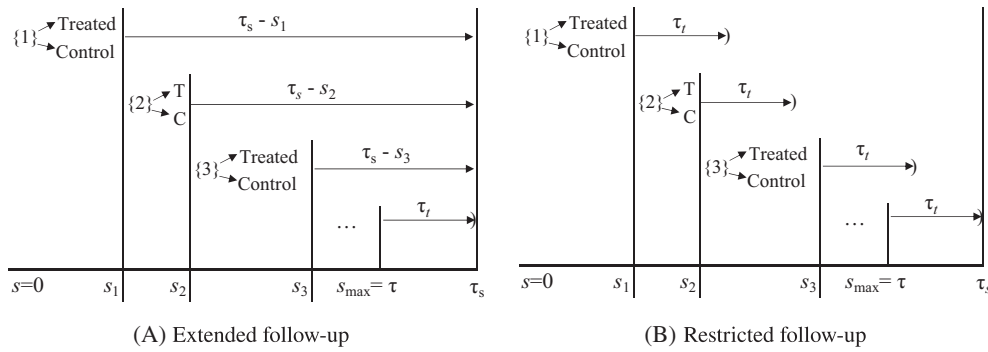 {1} Treated
Control
τs - s1
{2} T
C
τs - s2
{3} Treated
Control
τs - s3
...
τt
s=0 s1 s2 s3 smax= τ τs
(A) Extended follow-up
{1} Treated
Control
τt )
{2} T
C
τt )
{3} Treated
Control
τt )
...
τt )
s=0 s1 s2 s3 smax= τ τs
(B) Restricted follow-up